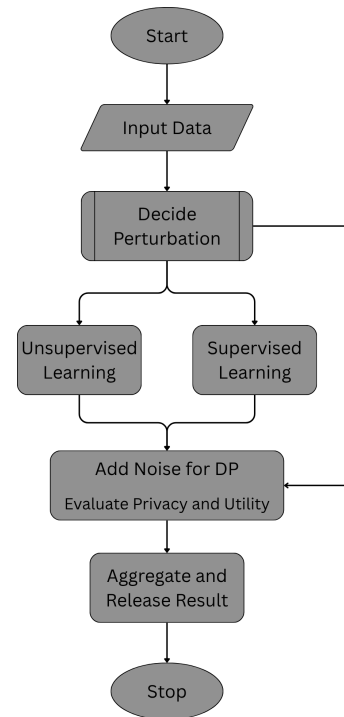 Start
Input Data
Decide
Perturbation
Unsupervised
Learning
Supervised
Learning
Add Noise for DP
Evaluate Privacy and Utility
Aggregate and
Release Result
Stop